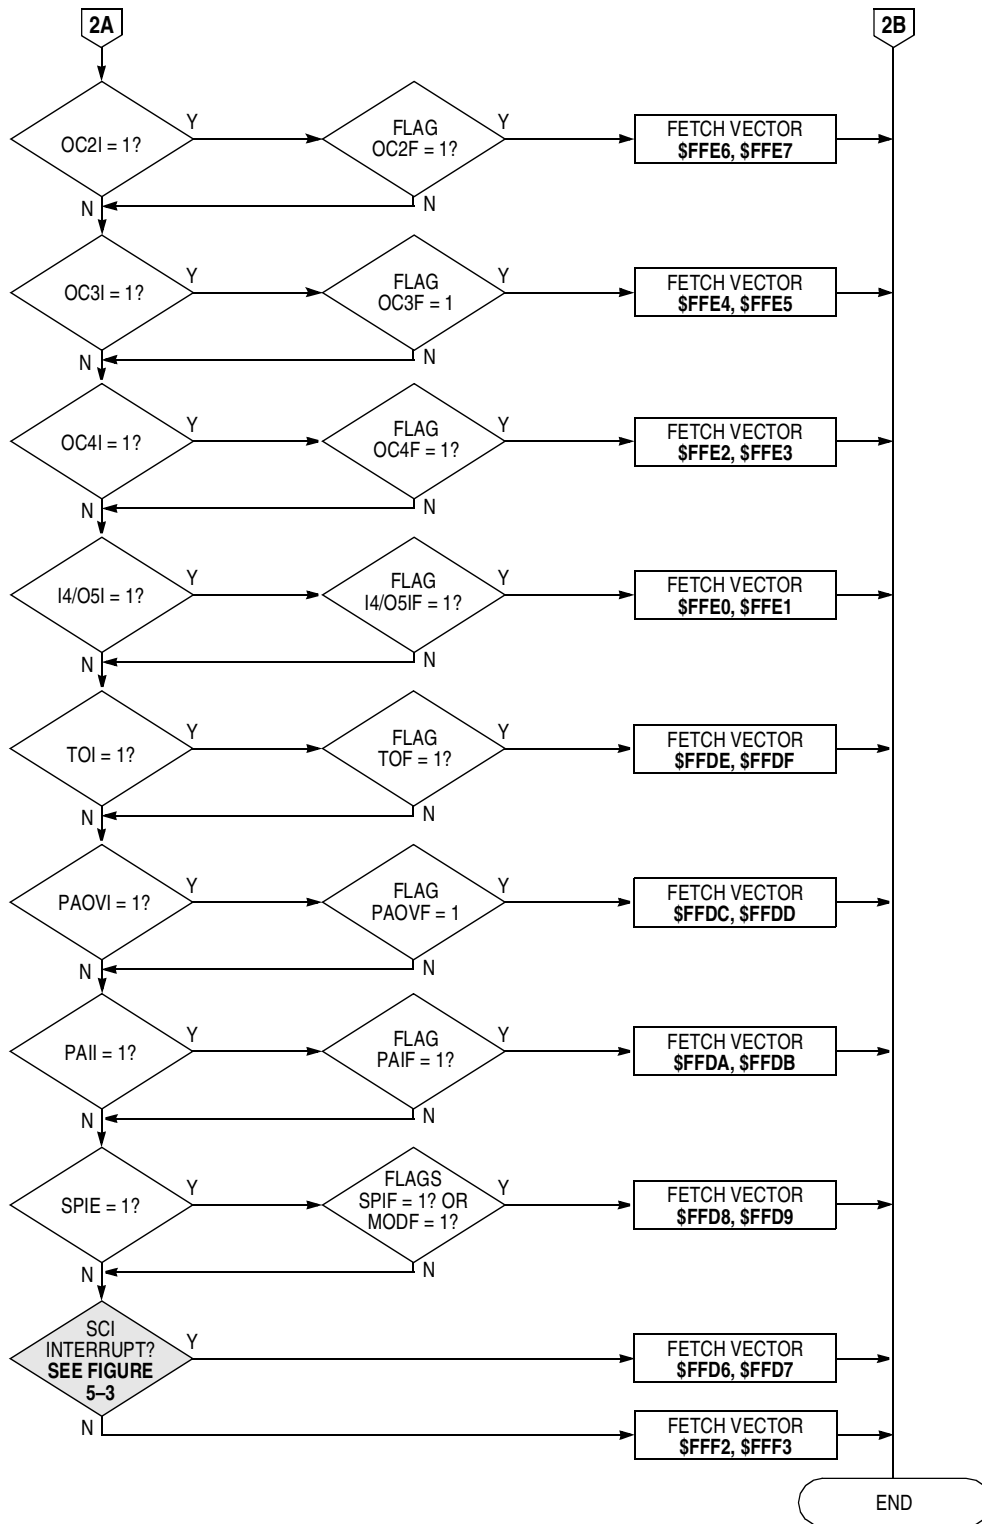 2A
2B
OC2I = 1?
Y
FLAG
OC2F = 1?
Y
FETCH VECTOR
$FFE6, $FFE7
N
N
OC3I = 1?
Y
FLAG
OC3F = 1
Y
FETCH VECTOR
$FFE4, $FFE5
N
N
OC4I = 1?
Y
FLAG
OC4F = 1?
Y
FETCH VECTOR
$FFE2, $FFE3
N
N
I4/O5I = 1?
Y
FLAG
I4/O5IF = 1?
Y
FETCH VECTOR
$FFE0, $FFE1
N
N
TOI = 1?
Y
FLAG
TOF = 1?
Y
FETCH VECTOR
$FFDE, $FFDF
N
N
PAOVI = 1?
Y
FLAG
PAOVF = 1
Y
FETCH VECTOR
$FFDC, $FFDD
N
N
PAII = 1?
Y
FLAG
PAIF = 1?
Y
FETCH VECTOR
$FFDA, $FFDB
N
N
SPIE = 1?
Y
FLAGS
SPIF = 1? OR
MODF = 1?
Y
FETCH VECTOR
$FFD8, $FFD9
N
N
SCI
INTERRUPT?
SEE FIGURE
5–3
Y
FETCH VECTOR
$FFD6, $FFD7
N
FETCH VECTOR
$FFF2, $FFF3
END